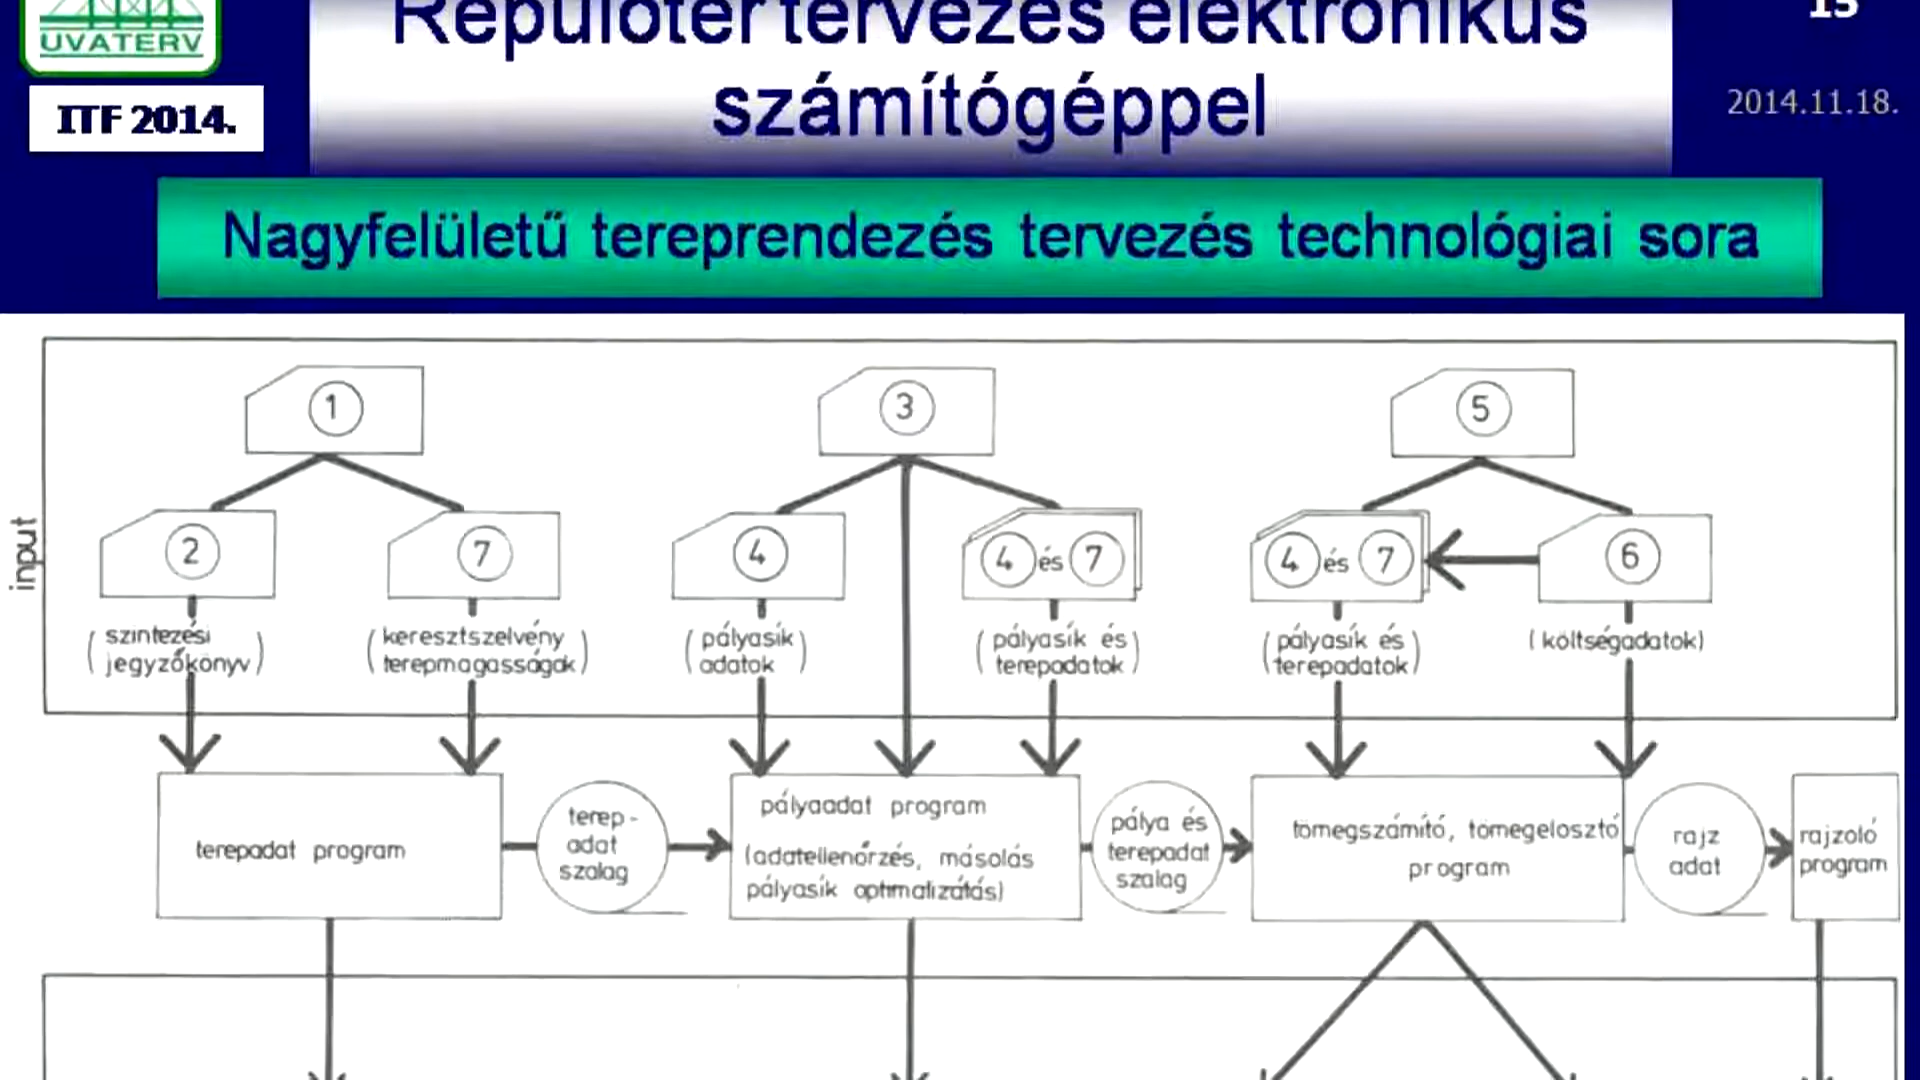 UVATERV
ITF 2014.
Repülőtér tervezés elektronikus
számítógéppel
15
2014.11.18.
Nagyfelületű tereprendezés tervezés technológiai sora
input
1
3
5
2
7
4
4 és 7
4 és 7
6
(szintezési
jegyzőkönyv)
(keresztszelvény
terepmagasságok)
(pályasík
adatok)
(pályasík és
terepadatok)
(pályasík és
terepadatok)
(költségadatok)
terepadat program
terep-
adat
szalag
pályaadat program
(adatellenőrzés, másolás
pályasík optimalizátás)
pálya és
terepadat
szalag
tömegszámító, tömegelosztó
program
rajz
adat
rajzoló
program